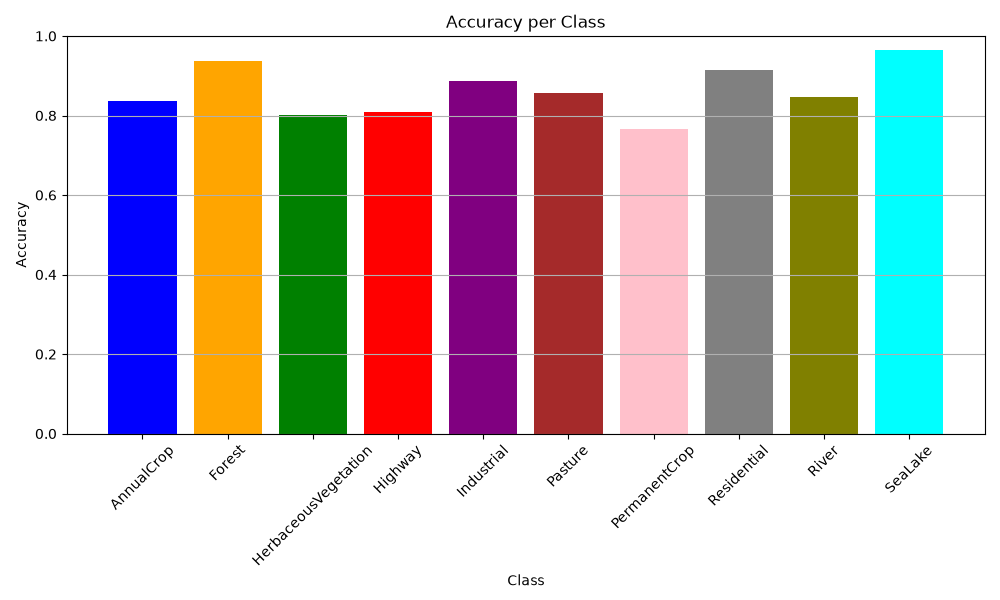 Accuracy per Class
1.0
0.8
0.6
0.4
0.2
0.0
Accuracy
AnnualCrop
Forest
HerbaceousVegetation
Highway
Industrial
Pasture
PermanentCrop
Residential
River
SeaLake
Class